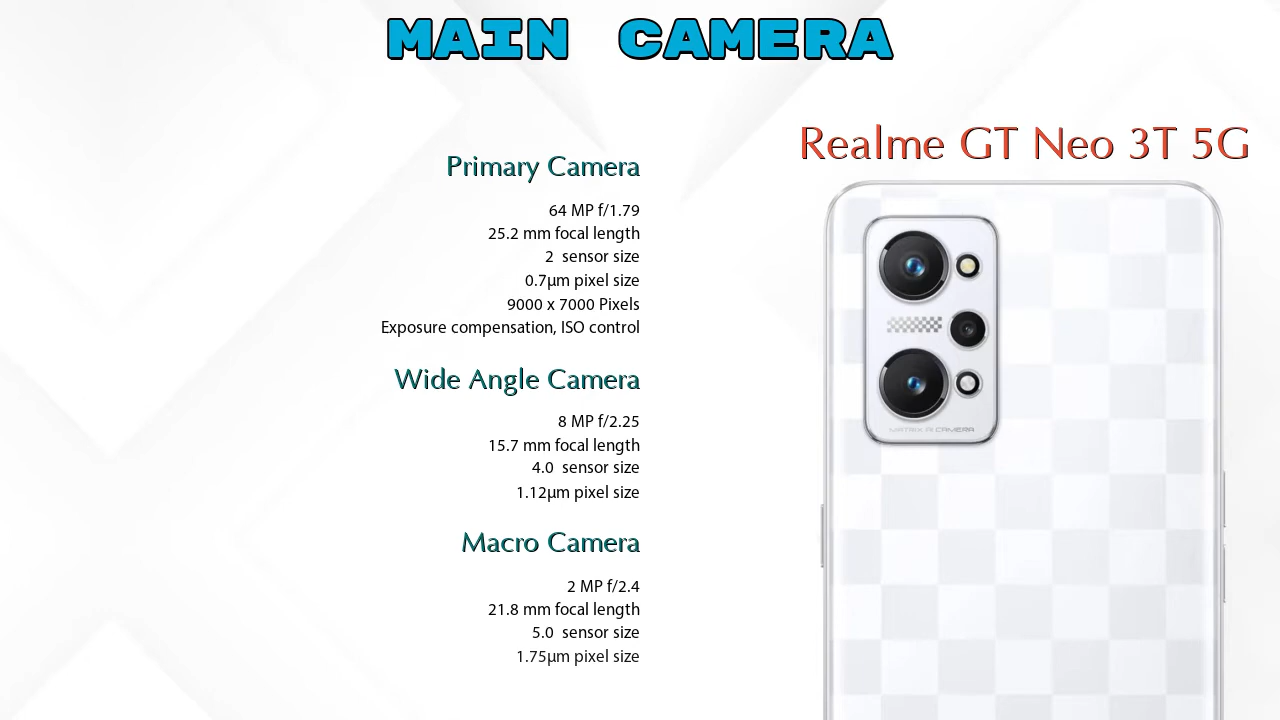 MAIN CAMERA
Realme GT Neo 3T 5G
Primary Camera
64 MP f/1.79
25.2 mm focal length
2 sensor size
0.7µm pixel size
9000 x 7000 Pixels
Exposure compensation, ISO control
Wide Angle Camera
8 MP f/2.25
15.7 mm focal length
4.0 sensor size
1.12µm pixel size
Macro Camera
2 MP f/2.4
21.8 mm focal length
5.0 sensor size
1.75µm pixel size
MATRIX AI CAMERA